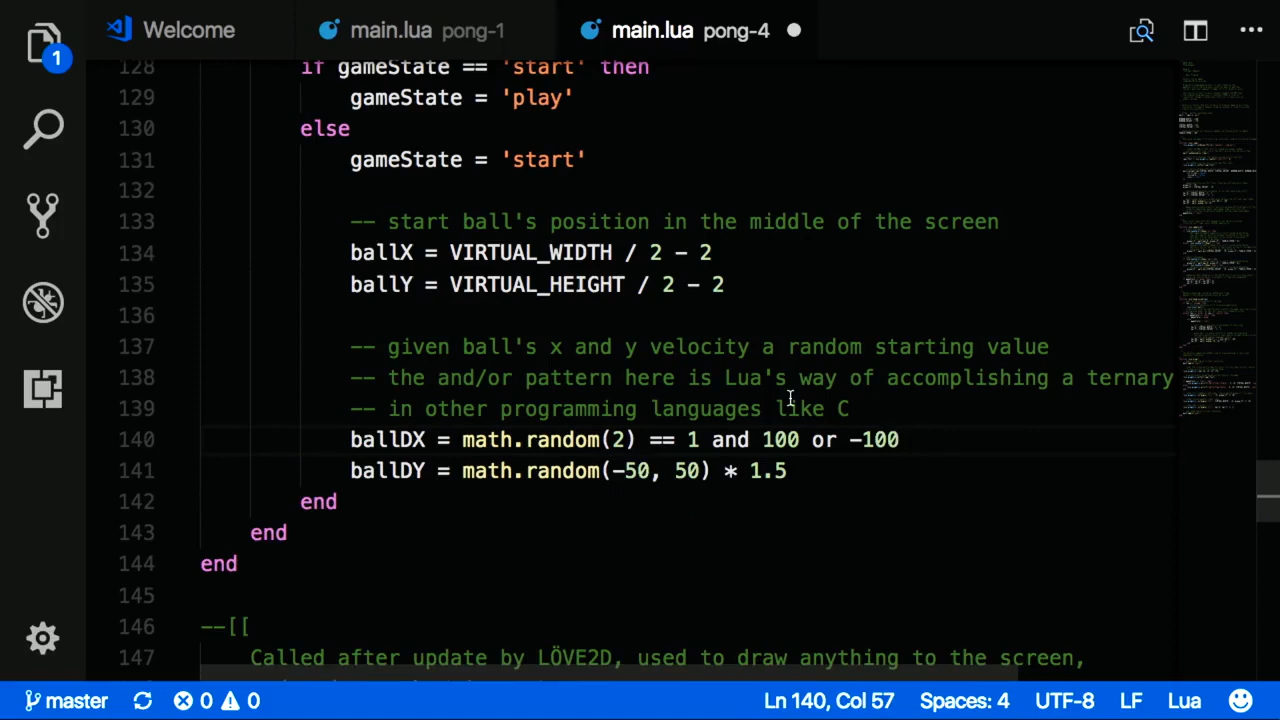 Welcome
main.lua pong-1
main.lua pong-4
1
128 if gameState == 'start' then
129 gameState = 'play'
130 else
131 gameState = 'start'
132
133 -- start ball's position in the middle of the screen
134 ballX = VIRTUAL_WIDTH / 2 - 2
135 ballY = VIRTUAL_HEIGHT / 2 - 2
136
137 -- given ball's x and y velocity a random starting value
138 -- the and/or pattern here is Lua's way of accomplishing a ternary
139 -- in other programming languages like C
140 ballDX = math.random(2) == 1 and 100 or -100
141 ballDY = math.random(-50, 50) * 1.5
142 end
143 end
144 end
145
146 --[[
147 Called after update by LÖVE2D, used to draw anything to the screen,
master 0 0 Ln 140, Col 57 Spaces: 4 UTF-8 LF Lua